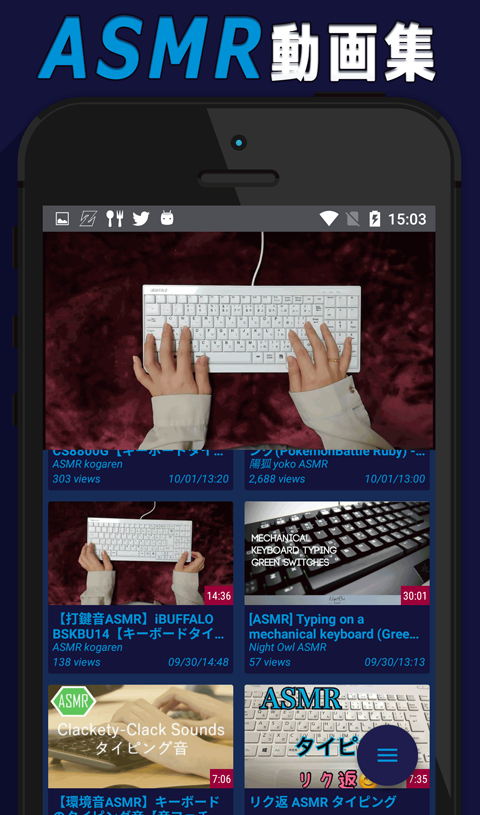 ASMR動画集
15:03
iBUFFALO
CS8800G【キーボードタイ...
ASMR kogaren
303 views
10/01/13:20
ング(PokemonBattle Ruby) -...
陽狐 yoko ASMR
2,688 views
10/01/13:00
14:36
【打鍵音ASMR】iBUFFALO
BSKBU14【キーボードタイ...
ASMR kogaren
138 views
09/30/14:48
MECHANICAL
KEYBOARD TYPING
GREEN SWITCHES
30:01
[ASMR] Typing on a
mechanical keyboard (Gree...
Night Owl ASMR
57 views
09/30/13:13
ASMR
Clackety-Clack Sounds
タイピング音
7:06
【環境音ASMR】キーボード
ASMR
タイピ
リク返
7:35
リク返 ASMR タイピング